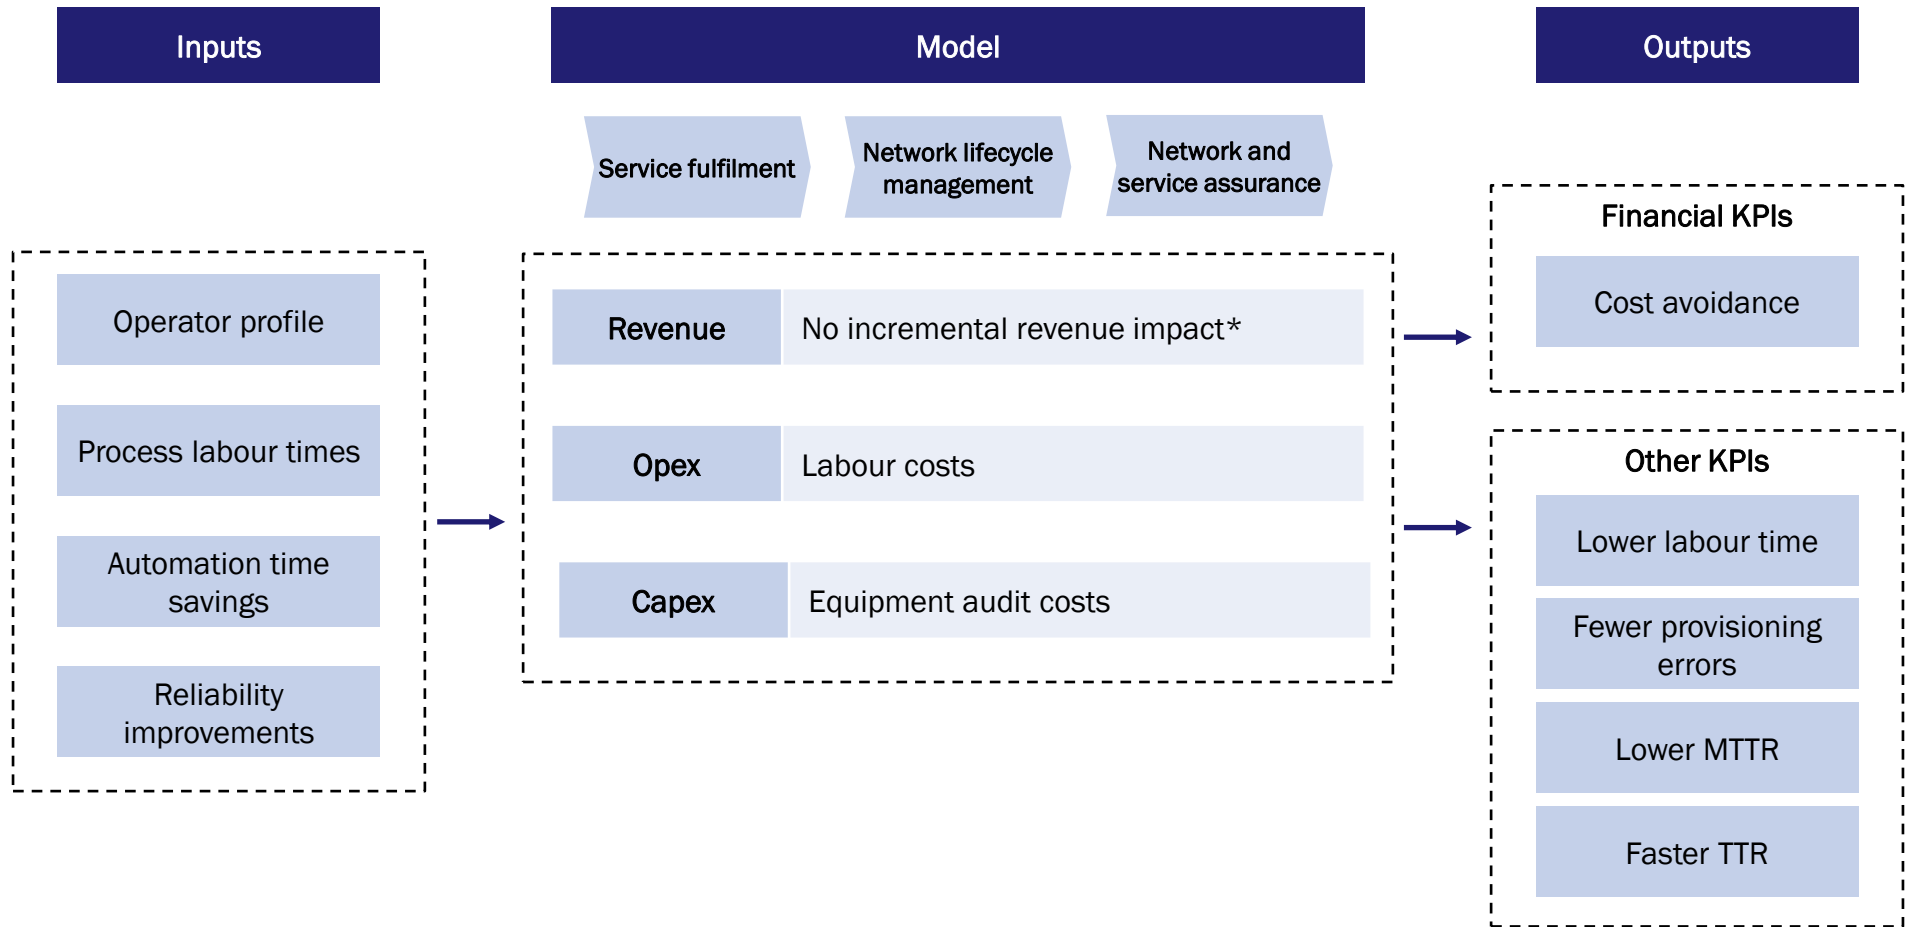 Inputs
Model
Outputs
Service fulfilment
Network lifecycle
management
Network and
service assurance
Operator profile
Process labour times
Automation time
savings
Reliability
improvements
Revenue
No incremental revenue impact*
Opex
Labour costs
Capex
Equipment audit costs
Financial KPIs
Cost avoidance
Other KPIs
Lower labour time
Fewer provisioning
errors
Lower MTTR
Faster TTR